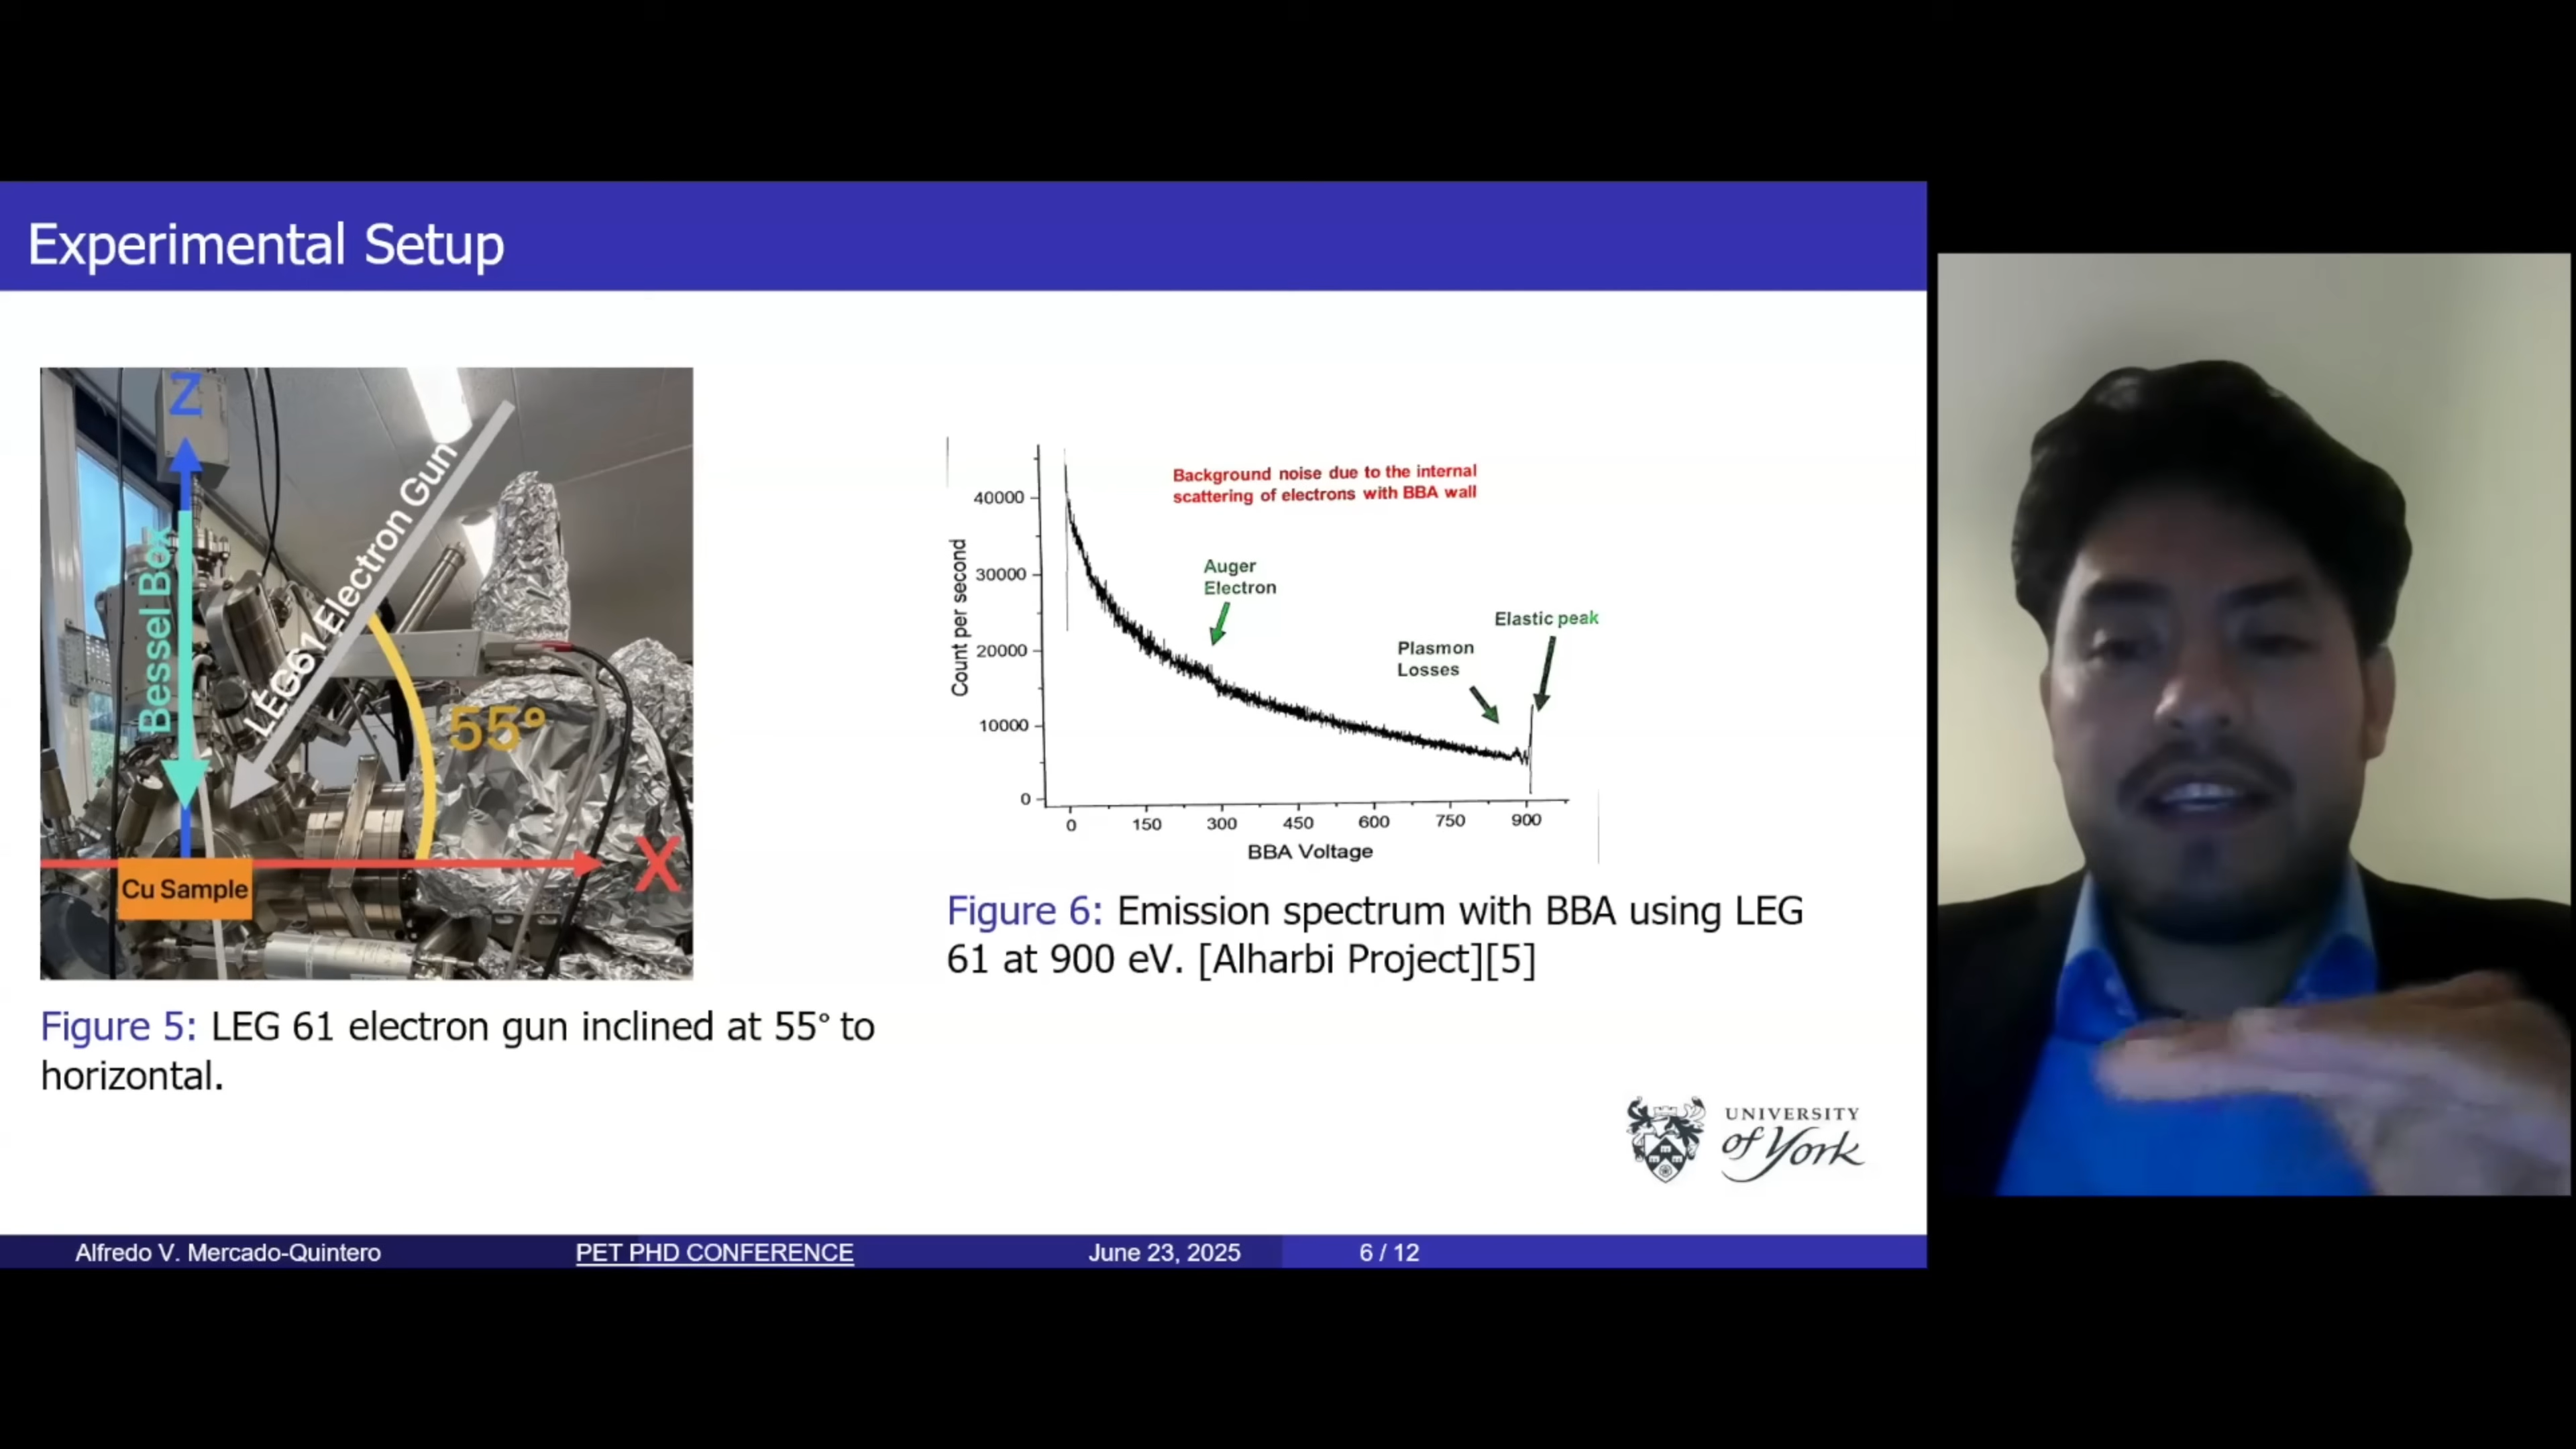 Experimental Setup
Z
Bessel Box
LEG61 Electron Gun
55°
X
Cu Sample
Figure 5: LEG 61 electron gun inclined at 55° to
horizontal.
Background noise due to the internal
scattering of electrons with BBA wall
Auger
Electron
Elastic peak
Plasmon
Losses
Count per second
40000
30000
20000
10000
0
0 150 300 450 600 750 900
BBA Voltage
Figure 6: Emission spectrum with BBA using LEG
61 at 900 eV. [Alharbi Project][5]
UNIVERSITY
of York
Alfredo V. Mercado-Quintero PET PHD CONFERENCE June 23, 2025 6 / 12